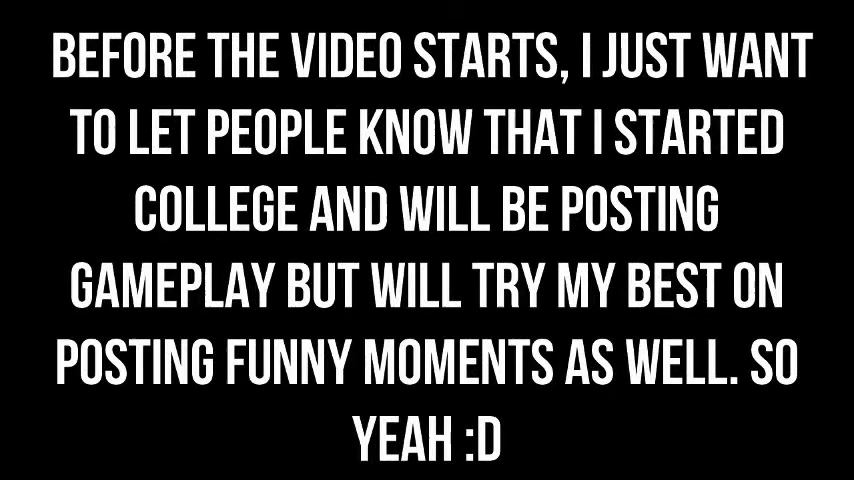 BEFORE THE VIDEO STARTS, I JUST WANT
TO LET PEOPLE KNOW THAT I STARTED
COLLEGE AND WILL BE POSTING
GAMEPLAY BUT WILL TRY MY BEST ON
POSTING FUNNY MOMENTS AS WELL. SO
YEAH :D